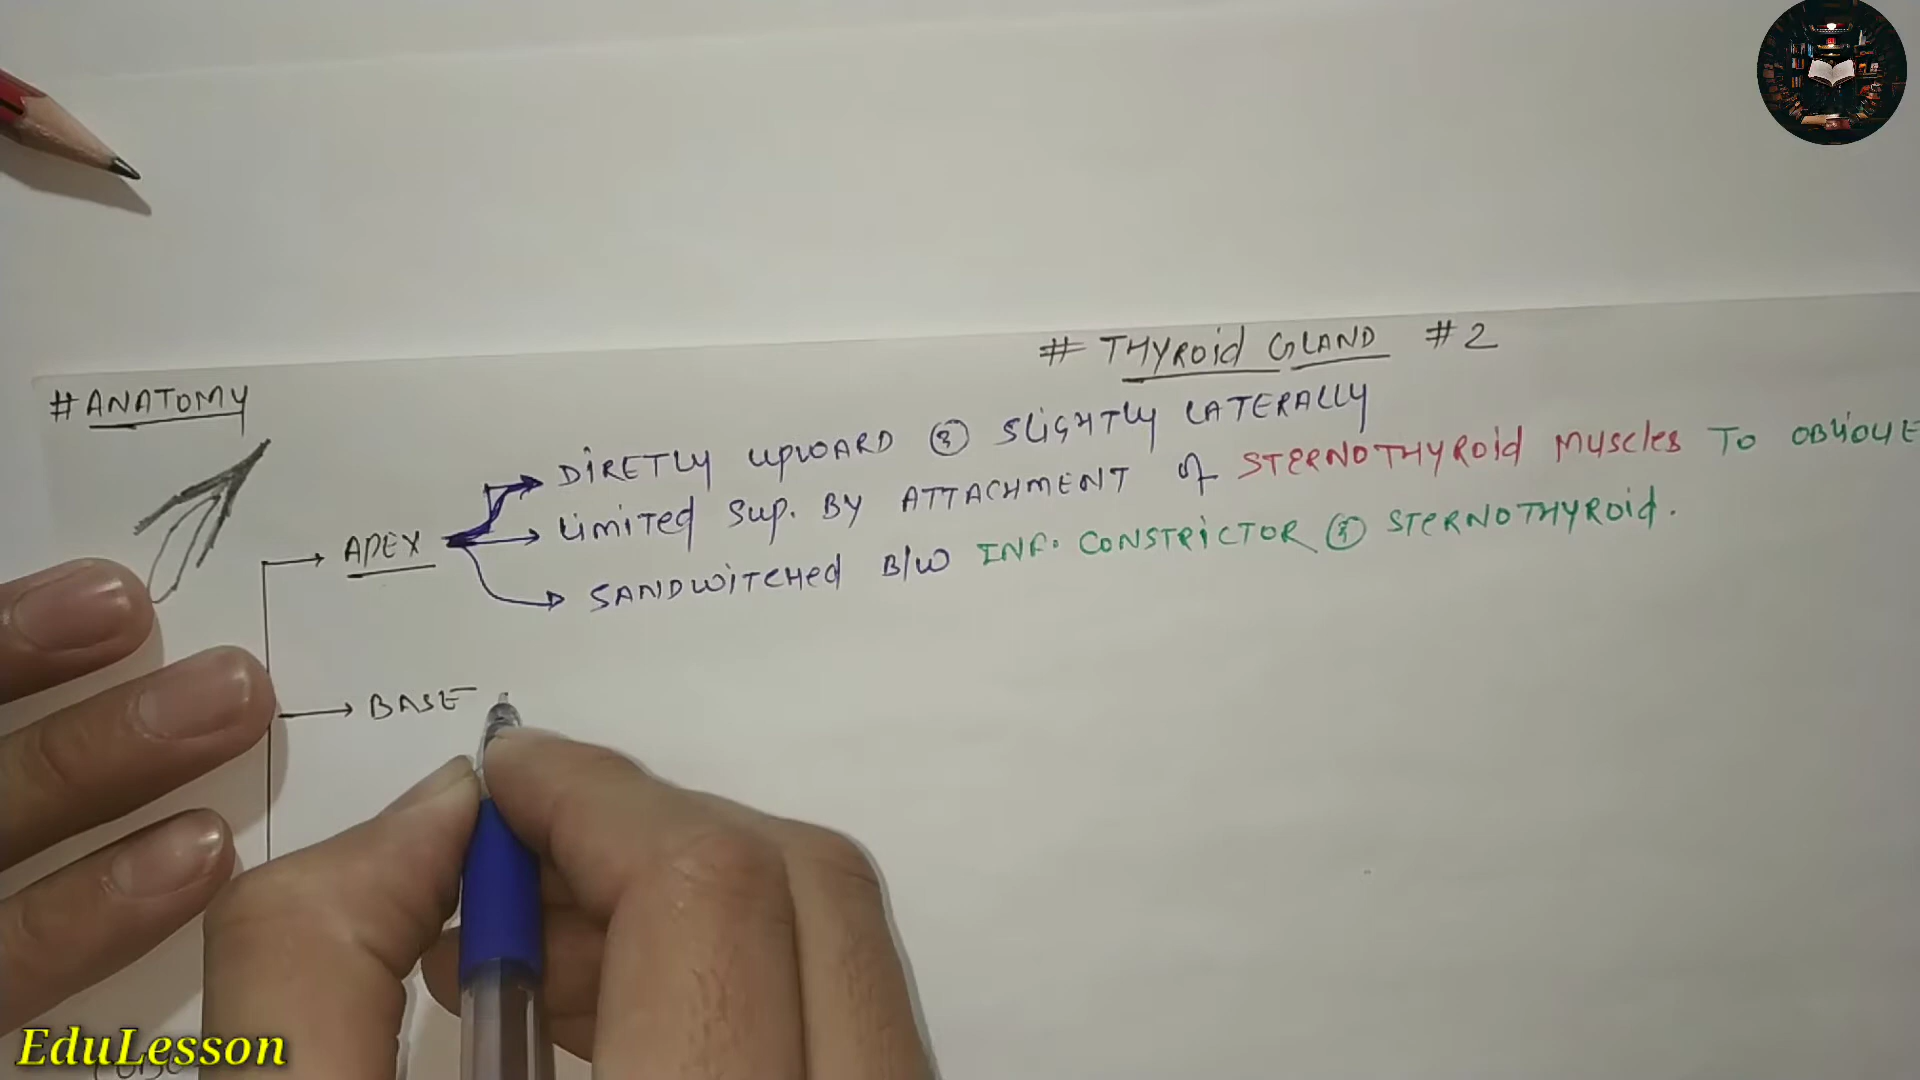 # THYROid GLAND #2
#ANATOMY
APEX
DiRETLY UPWARD & SLiGHTLY LATERALLY
LiMiTED SUP. BY ATTACHMENT of STERNOTHYROid MUSCLES TO
SANDWiTCHED B/W INF. CONSTRICTOR & STERNOTHYROid.
BASE
EduLesson